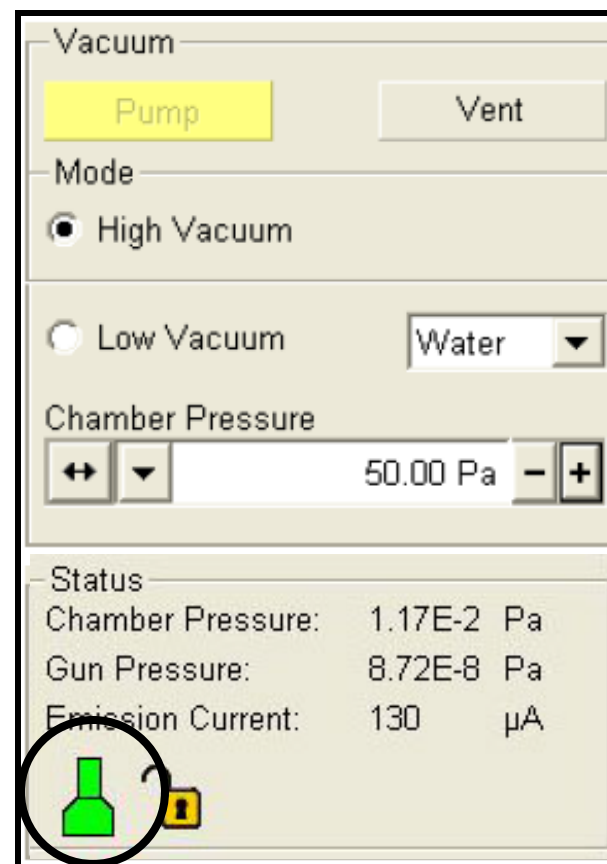 Vacuum
Pump Vent
Mode
High Vacuum
Low Vacuum Water
Chamber Pressure
50.00 Pa − +
Status
Chamber Pressure: 1.17E-2 Pa
Gun Pressure: 8.72E-8 Pa
Emission Current: 130 µA